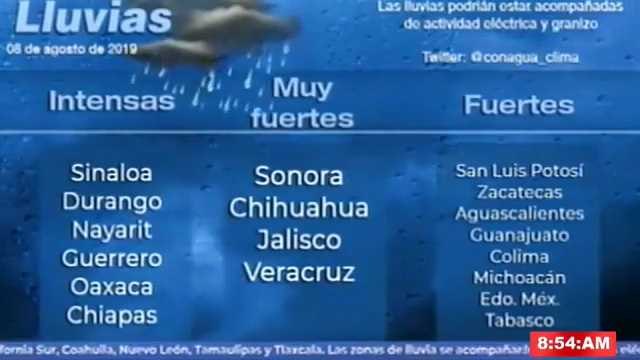 Lluvias
08 de agosto de 2019
Las lluvias podrían estar acompañadas
de actividad eléctrica y granizo
Twitter: @conagua_clima
Intensas
Muy
fuertes
Fuertes
Sinaloa
Durango
Nayarit
Guerrero
Oaxaca
Chiapas
Sonora
Chihuahua
Jalisco
Veracruz
San Luis Potosí
Zacatecas
Aguascalientes
Guanajuato
Colima
Michoacán
Edo. Méx.
Tabasco
ifornia Sur, Coahuila, Nuevo León, Tamaulipas y Tlaxcala. Las zonas de lluvia se acompañarán
8:54:AM